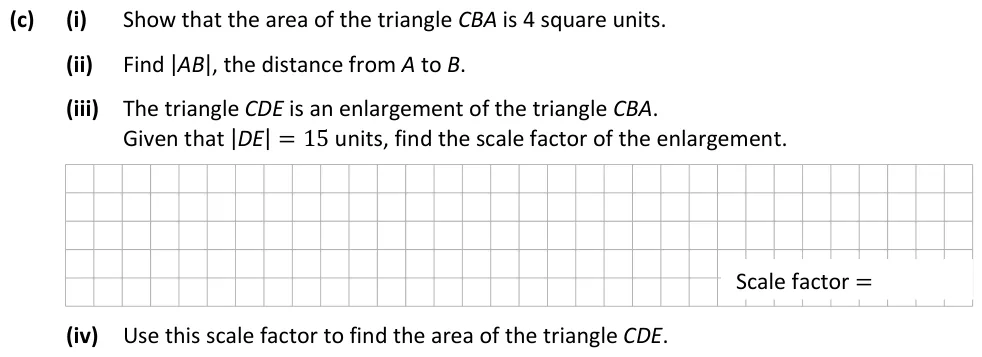 (c) (i) Show that the area of the triangle CBA is 4 square units.
(ii) Find |AB|, the distance from A to B.
(iii) The triangle CDE is an enlargement of the triangle CBA.
Given that |DE| = 15 units, find the scale factor of the enlargement.
Scale factor =
(iv) Use this scale factor to find the area of the triangle CDE.